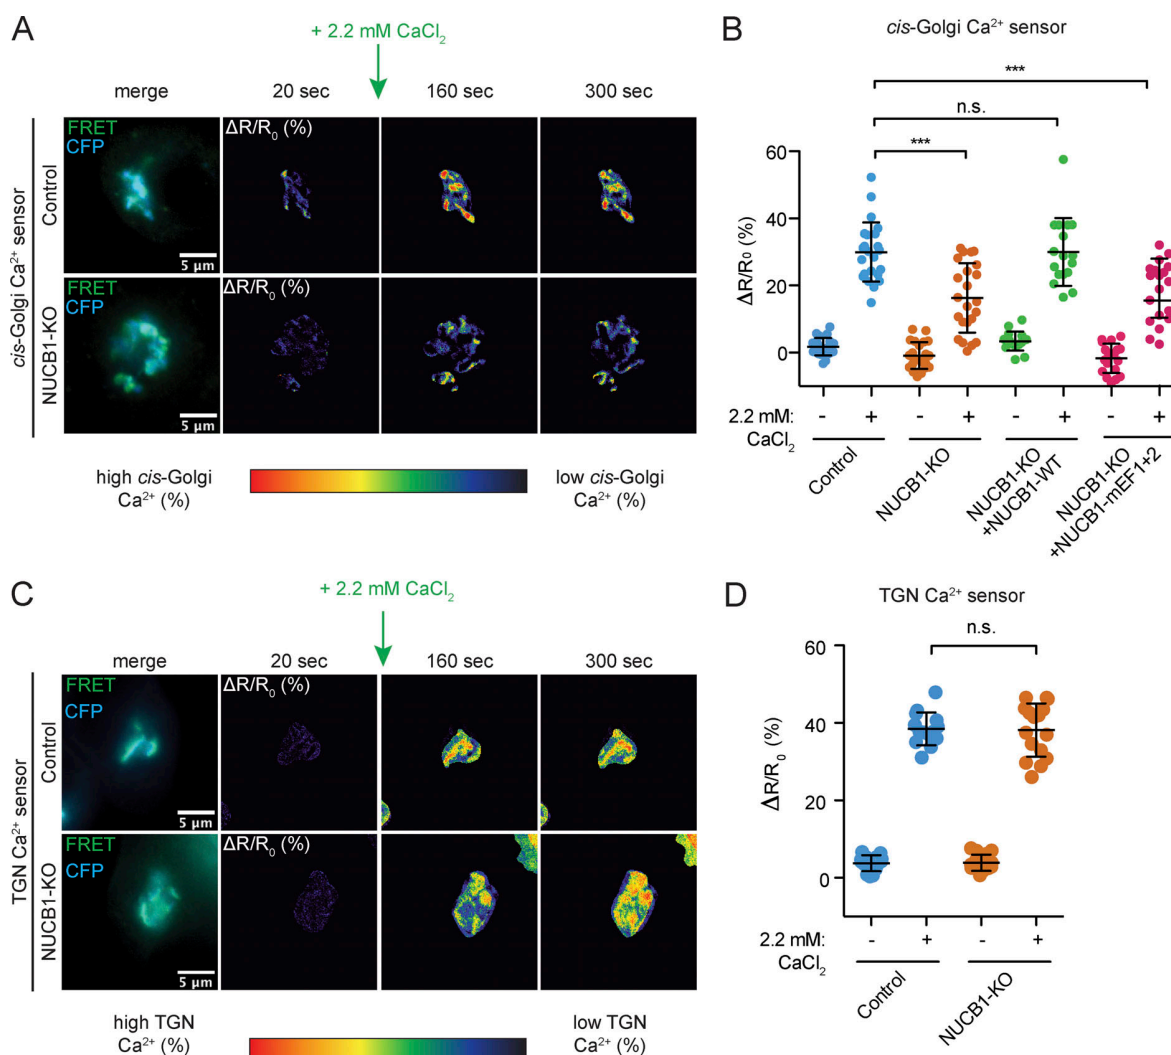 A
+ 2.2 mM CaCl₂
merge
20 sec
160 sec
300 sec
cis-Golgi Ca²⁺ sensor
Control
FRET
CFP
5 µm
ΔR/R₀ (%)
NUCB1-KO
FRET
CFP
5 µm
ΔR/R₀ (%)
high cis-Golgi
Ca²⁺ (%)
low cis-Golgi
Ca²⁺ (%)
B
cis-Golgi Ca²⁺ sensor
***
n.s.
***
ΔR/R₀ (%)
60
40
20
0
2.2 mM:
CaCl₂
- + - + - + - +
Control
NUCB1-KO
NUCB1-KO
+NUCB1-WT
NUCB1-KO
+NUCB1-mEF1+2
C
+ 2.2 mM CaCl₂
merge
20 sec
160 sec
300 sec
TGN Ca²⁺ sensor
Control
FRET
CFP
5 µm
ΔR/R₀ (%)
NUCB1-KO
FRET
CFP
5 µm
ΔR/R₀ (%)
high TGN
Ca²⁺ (%)
low TGN
Ca²⁺ (%)
D
TGN Ca²⁺ sensor
n.s.
ΔR/R₀ (%)
60
40
20
0
2.2 mM:
CaCl₂
- + - +
Control
NUCB1-KO